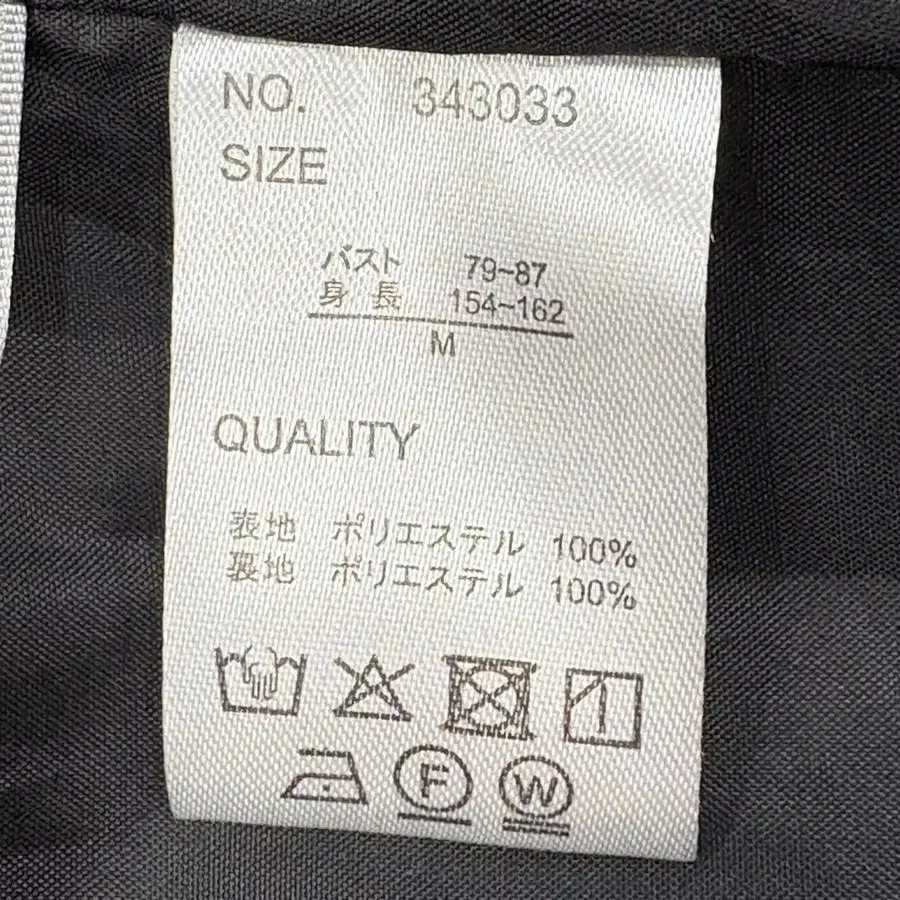 NO. 343033
SIZE
バスト 79~87
身長 154~162
M
QUALITY
表地 ポリエステル 100%
裏地 ポリエステル 100%
F W